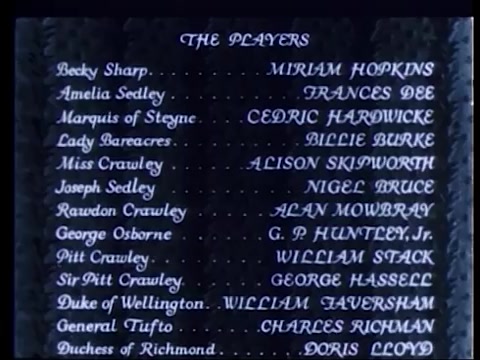 THE PLAYERS
Becky Sharp . . . . . . . . . . MIRIAM HOPKINS
Amelia Sedley . . . . . . . . . . FRANCES DEE
Marquis of Steyne . . . . CEDRIC HARDWICKE
Lady Bareacres . . . . . . . . . . BILLIE BURKE
Miss Crawley . . . . . . . ALISON SKIPWORTH
Joseph Sedley . . . . . . . . . . NIGEL BRUCE
Rawdon Crawley . . . . . . . ALAN MOWBRAY
George Osborne . . . . . . . G. P. HUNTLEY, Jr.
Pitt Crawley . . . . . . . . . . WILLIAM STACK
Sir Pitt Crawley . . . . . . . GEORGE HASSELL
Duke of Wellington . . WILLIAM FAVERSHAM
General Tufto . . . . . . . CHARLES RICHMAN
Duchess of Richmond . . . . . . . DORIS LLOYD